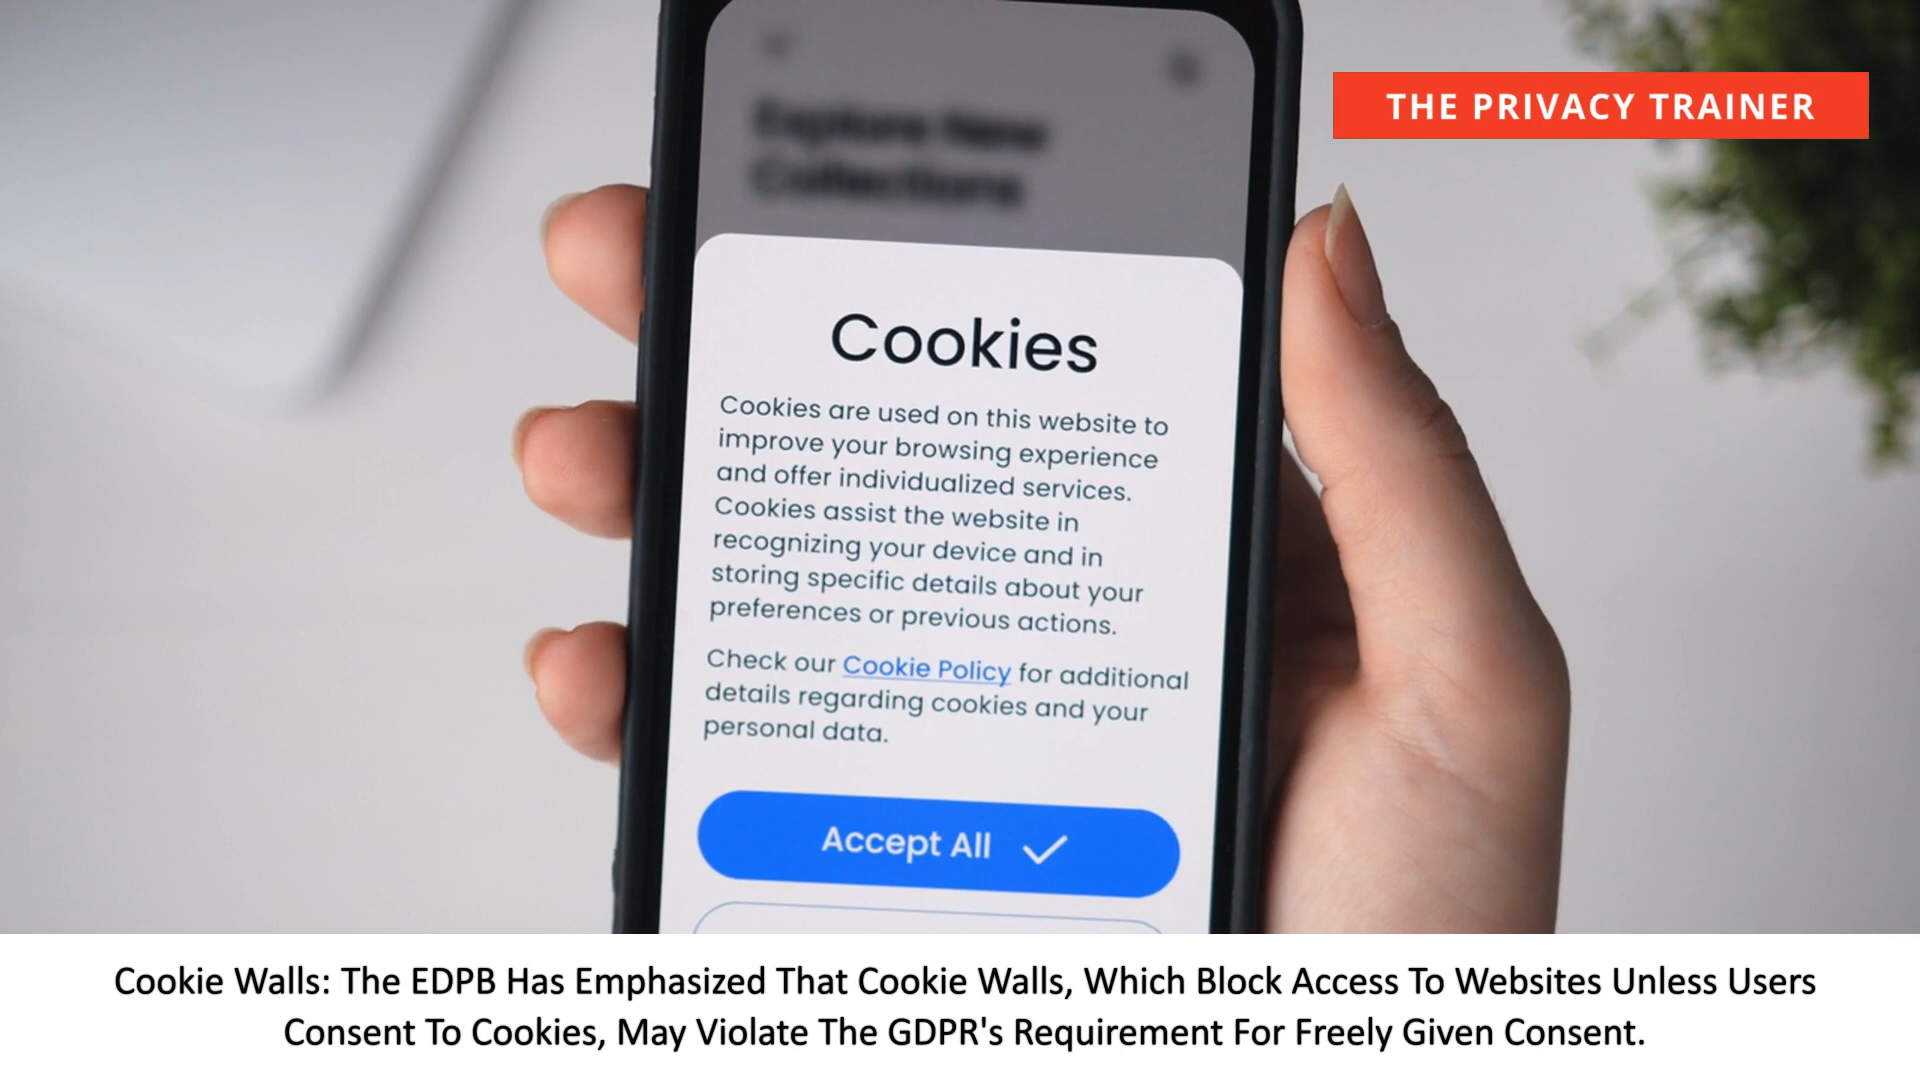 THE PRIVACY TRAINER
Explore New
Collections
Cookies
Cookies are used on this website to
improve your browsing experience
and offer individualized services.
Cookies assist the website in
recognizing your device and in
storing specific details about your
preferences or previous actions.
Check our Cookie Policy for additional
details regarding cookies and your
personal data.
Accept All
Cookie Walls: The EDPB Has Emphasized That Cookie Walls, Which Block Access To Websites Unless Users
Consent To Cookies, May Violate The GDPR's Requirement For Freely Given Consent.